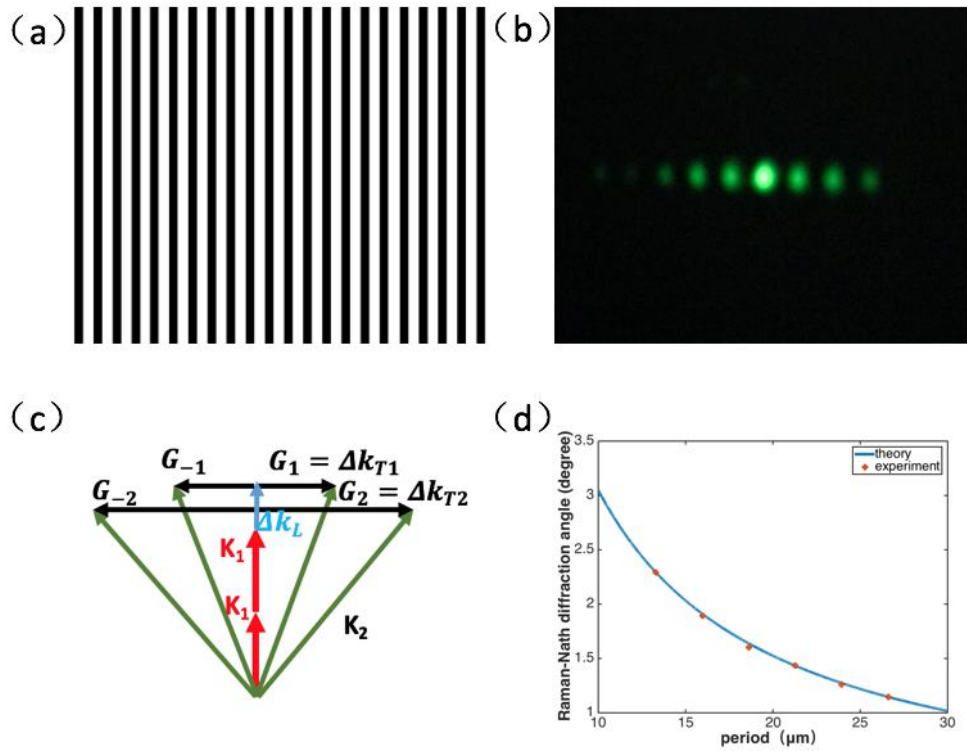 (a)
(b)
(c)
G₋₁ G₁ = Δk_T1
G₋₂ G₂ = Δk_T2
Δk_L
K₁
K₁
K₂
(d)
Raman-Nath diffraction angle (degree)
3.5
3
2.5
2
1.5
1
theory
experiment
10 15 20 25 30
period (μm)